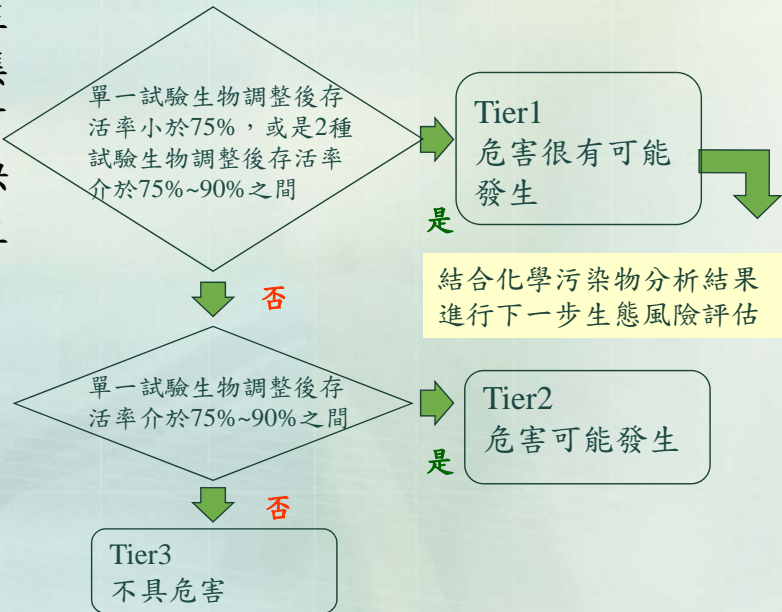 單一試驗生物調整後存
活率小於75%，或是2種
試驗生物調整後存活率
介於75%~90%之間
是
Tier1
危害很有可能
發生
結合化學污染物分析結果
進行下一步生態風險評估
否
單一試驗生物調整後存
活率介於75%~90%之間
是
Tier2
危害可能發生
否
Tier3
不具危害